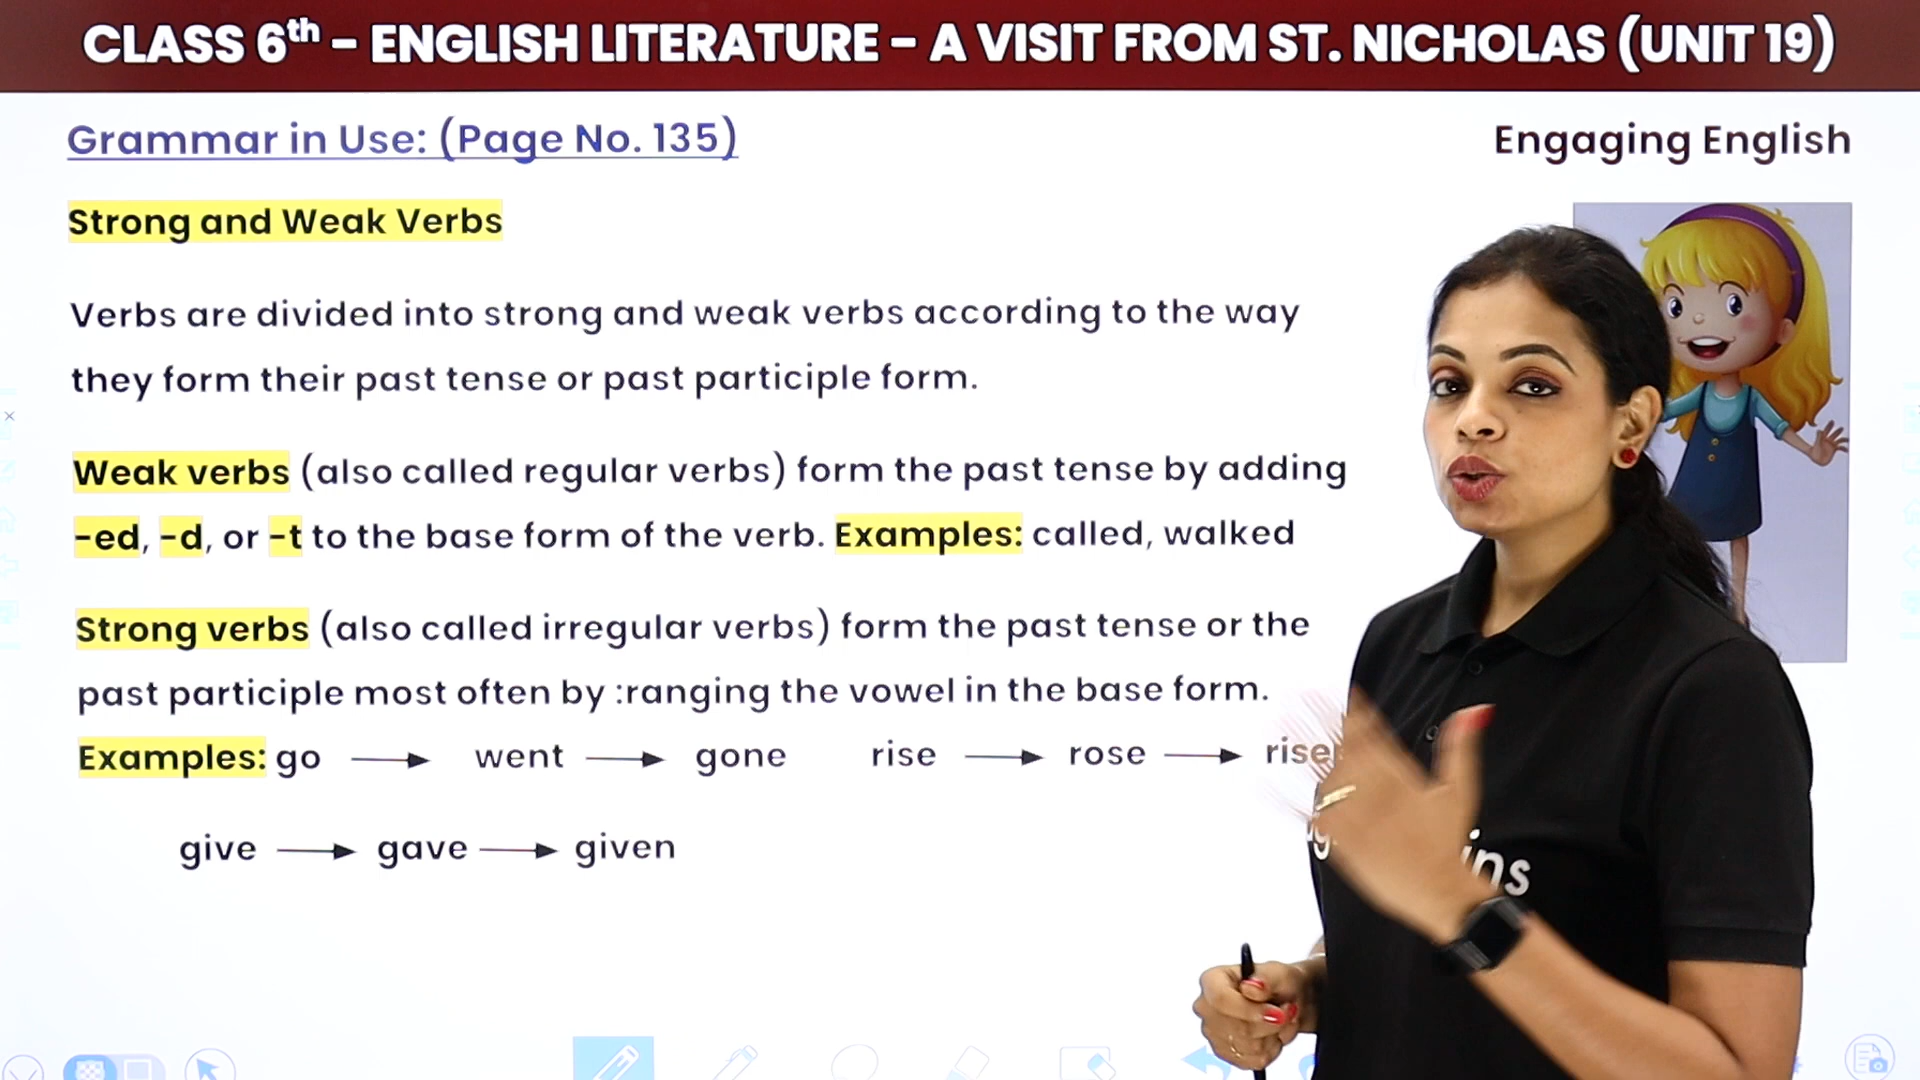 CLASS 6th – ENGLISH LITERATURE – A VISIT FROM ST. NICHOLAS (UNIT 19)
Grammar in Use: (Page No. 135)
Engaging English
Strong and Weak Verbs
Verbs are divided into strong and weak verbs according to the way
they form their past tense or past participle form.
Weak verbs (also called regular verbs) form the past tense by adding
-ed, -d, or -t to the base form of the verb. Examples: called, walked
Strong verbs (also called irregular verbs) form the past tense or the
past participle most often by :ranging the vowel in the base form.
Examples: go → went → gone rise → rose → rise
give → gave → given